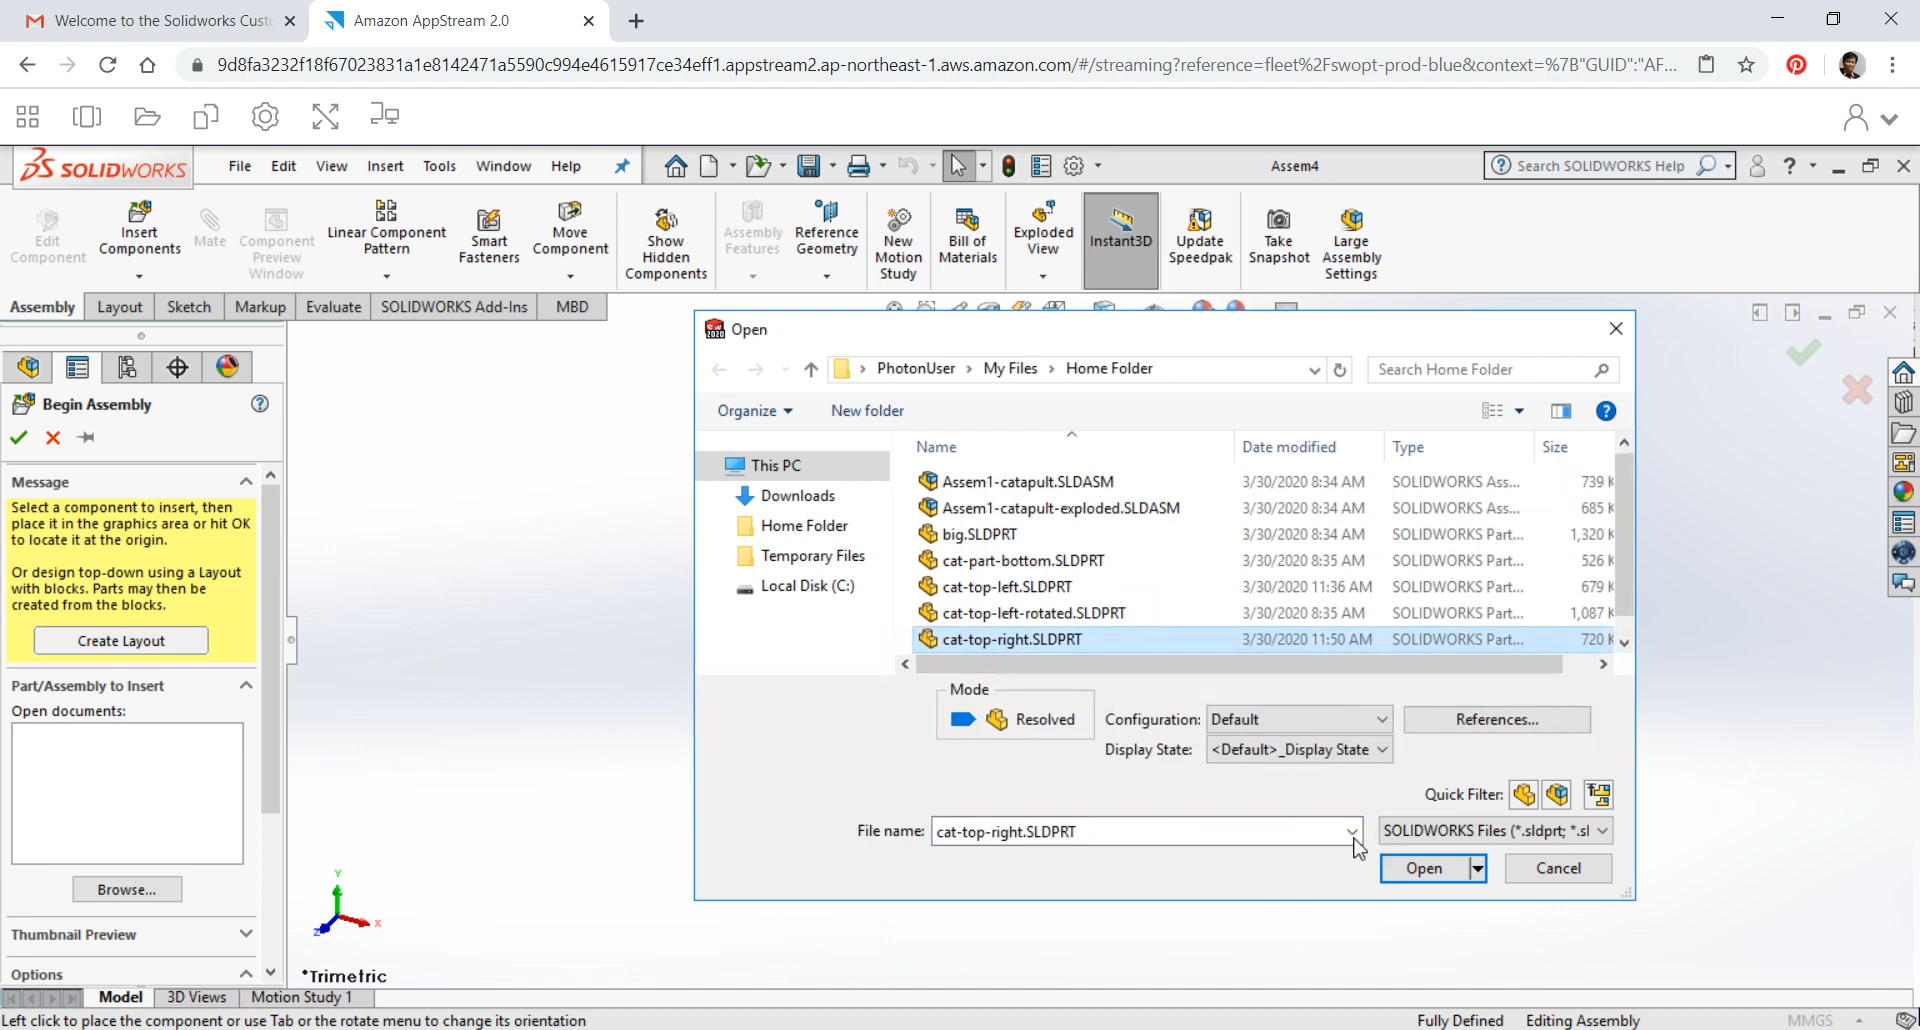 Welcome to the Solidworks Cust
Amazon AppStream 2.0
9d8fa3232f18f67023831a1e8142471a5590c994e4615917ce34eff1.appstream2.ap-northeast-1.aws.amazon.com/#/streaming?reference=fleet%2Fswopt-prod-blue&context=%7B"GUID":"AF...
SOLIDWORKS File Edit View Insert Tools Window Help
Assem4
Search SOLIDWORKS Help
Edit Component
Insert Components
Mate
Component Preview Window
Linear Component Pattern
Smart Fasteners
Move Component
Show Hidden Components
Assembly Features
Reference Geometry
New Motion Study
Bill of Materials
Exploded View
Instant3D
Update Speedpak
Take Snapshot
Large Assembly Settings
Assembly Layout Sketch Markup Evaluate SOLIDWORKS Add-Ins MBD
Begin Assembly
Message
Select a component to insert, then
place it in the graphics area or hit OK
to locate it at the origin.
Or design top-down using a Layout
with blocks. Parts may then be
created from the blocks.
Create Layout
Part/Assembly to Insert
Open documents:
Browse...
Thumbnail Preview
Options
Open
PhotonUser > My Files > Home Folder
Search Home Folder
Organize
New folder
This PC
Downloads
Home Folder
Temporary Files
Local Disk (C:)
Name Date modified Type Size
Assem1-catapult.SLDASM 3/30/2020 8:34 AM SOLIDWORKS Ass... 739 K
Assem1-catapult-exploded.SLDASM 3/30/2020 8:34 AM SOLIDWORKS Ass... 685 K
big.SLDPRT 3/30/2020 8:34 AM SOLIDWORKS Part... 1,320 K
cat-part-bottom.SLDPRT 3/30/2020 8:35 AM SOLIDWORKS Part... 526 K
cat-top-left.SLDPRT 3/30/2020 11:36 AM SOLIDWORKS Part... 679 K
cat-top-left-rotated.SLDPRT 3/30/2020 8:35 AM SOLIDWORKS Part... 1,087 K
cat-top-right.SLDPRT 3/30/2020 11:50 AM SOLIDWORKS Part... 720 K
Mode
Resolved
Configuration: Default
References...
Display State: <Default>_Display State
Quick Filter:
File name: cat-top-right.SLDPRT
SOLIDWORKS Files (*.sldprt; *.sl
Open
Cancel
Y
X
Z
*Trimetric
Model 3D Views Motion Study 1
Left click to place the component or use Tab or the rotate menu to change its orientation
Fully Defined Editing Assembly MMGS